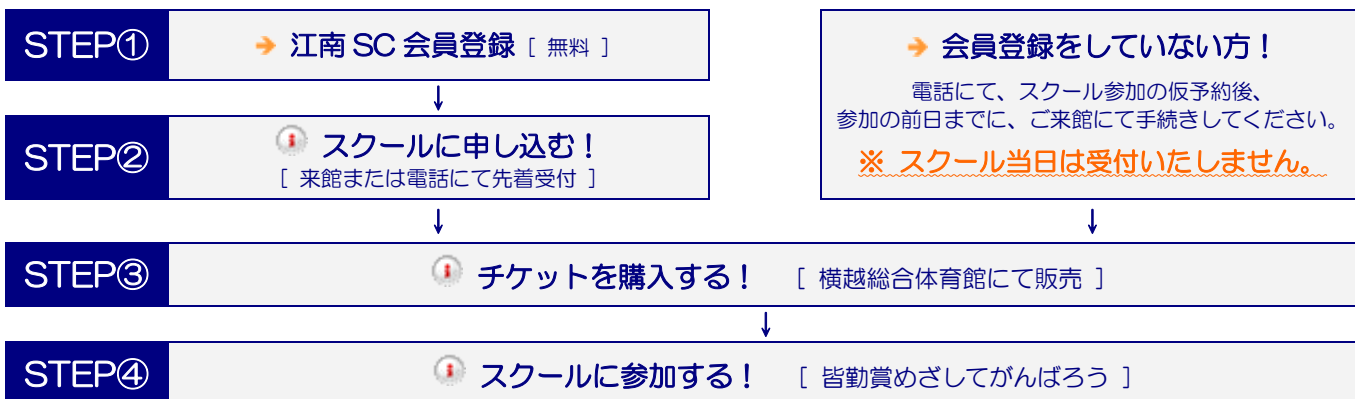 STEP① → 江南 SC 会員登録 [ 無料 ]
↓
STEP② スクールに申し込む！
[ 来館または電話にて先着受付 ]
↓
→ 会員登録をしていない方！
電話にて、スクール参加の仮予約後、
参加の前日までに、ご来館にて手続きしてください。
※ スクール当日は受付いたしません。
↓
STEP③ チケットを購入する！ [ 横越総合体育館にて販売 ]
↓
STEP④ スクールに参加する！ [ 皆勤賞めざしてがんばろう ]